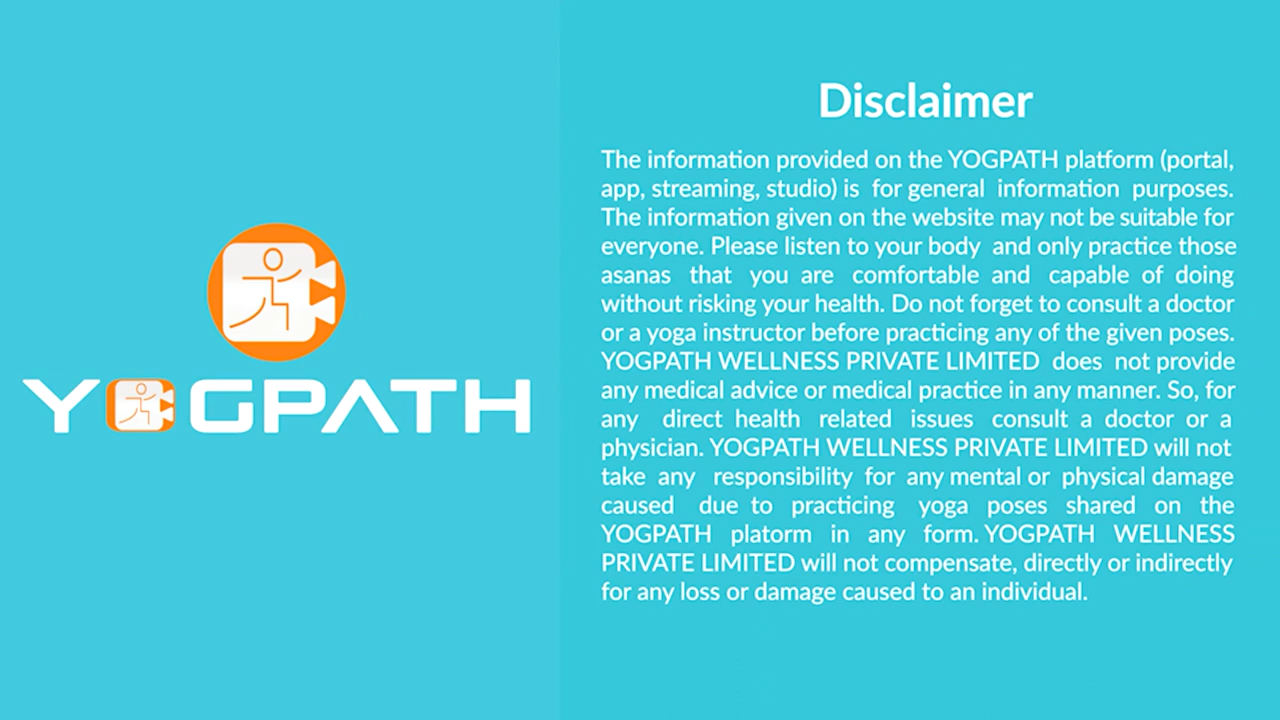 YOGPATH
Disclaimer
The information provided on the YOGPATH platform (portal,
app, streaming, studio) is for general information purposes.
The information given on the website may not be suitable for
everyone. Please listen to your body and only practice those
asanas that you are comfortable and capable of doing
without risking your health. Do not forget to consult a doctor
or a yoga instructor before practicing any of the given poses.
YOGPATH WELLNESS PRIVATE LIMITED does not provide
any medical advice or medical practice in any manner. So, for
any direct health related issues consult a doctor or a
physician. YOGPATH WELLNESS PRIVATE LIMITED will not
take any responsibility for any mental or physical damage
caused due to practicing yoga poses shared on the
YOGPATH platorm in any form. YOGPATH WELLNESS
PRIVATE LIMITED will not compensate, directly or indirectly
for any loss or damage caused to an individual.